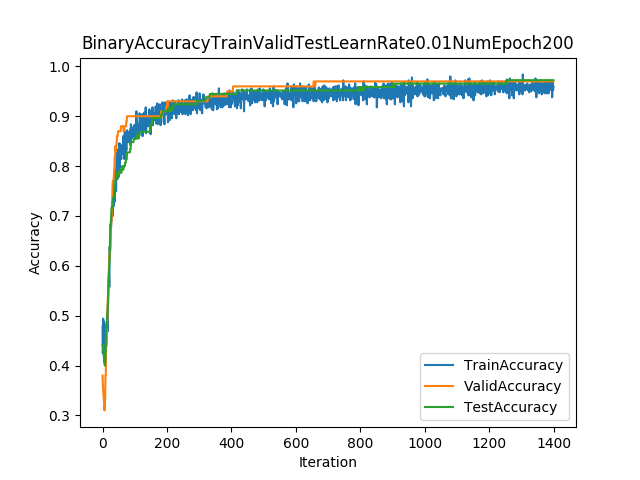 BinaryAccuracyTrainValidTestLearnRate0.01NumEpoch200
Accuracy
1.0
0.9
0.8
0.7
0.6
0.5
0.4
0.3
TrainAccuracy
ValidAccuracy
TestAccuracy
0 200 400 600 800 1000 1200 1400
Iteration